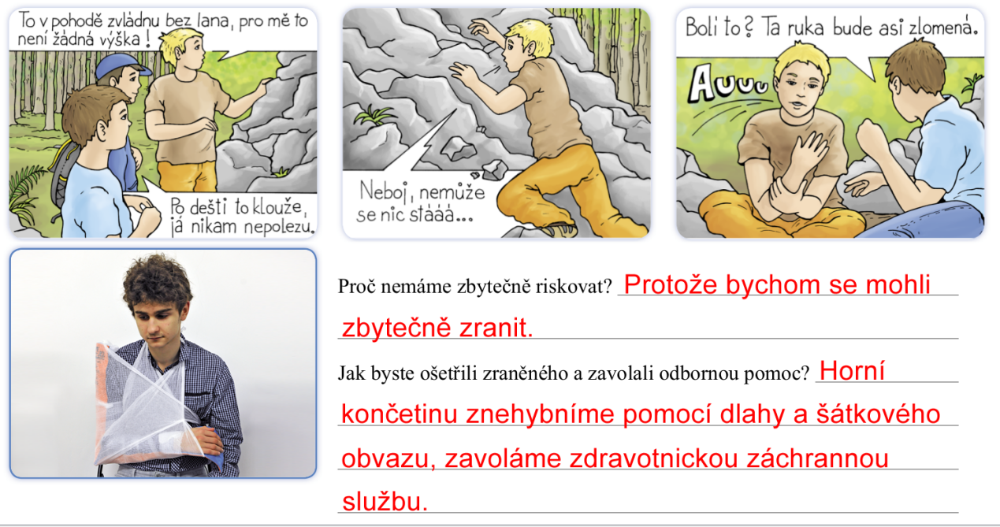 To v pohodě zvládnu bez lana, pro mě to
není žádná výška!
Po dešti to klouže,
já nikam nepolezu.
Neboj, nemůže
se nic stááá...
Bolí to? Ta ruka bude asi zlomená.
Auuu
Proč nemáme zbytečně riskovat? Protože bychom se mohli
zbytečně zranit.
Jak byste ošetřili zraněného a zavolali odbornou pomoc? Horní
končetinu znehybníme pomocí dlahy a šátkového
obvazu, zavoláme zdravotnickou záchrannou
službu.